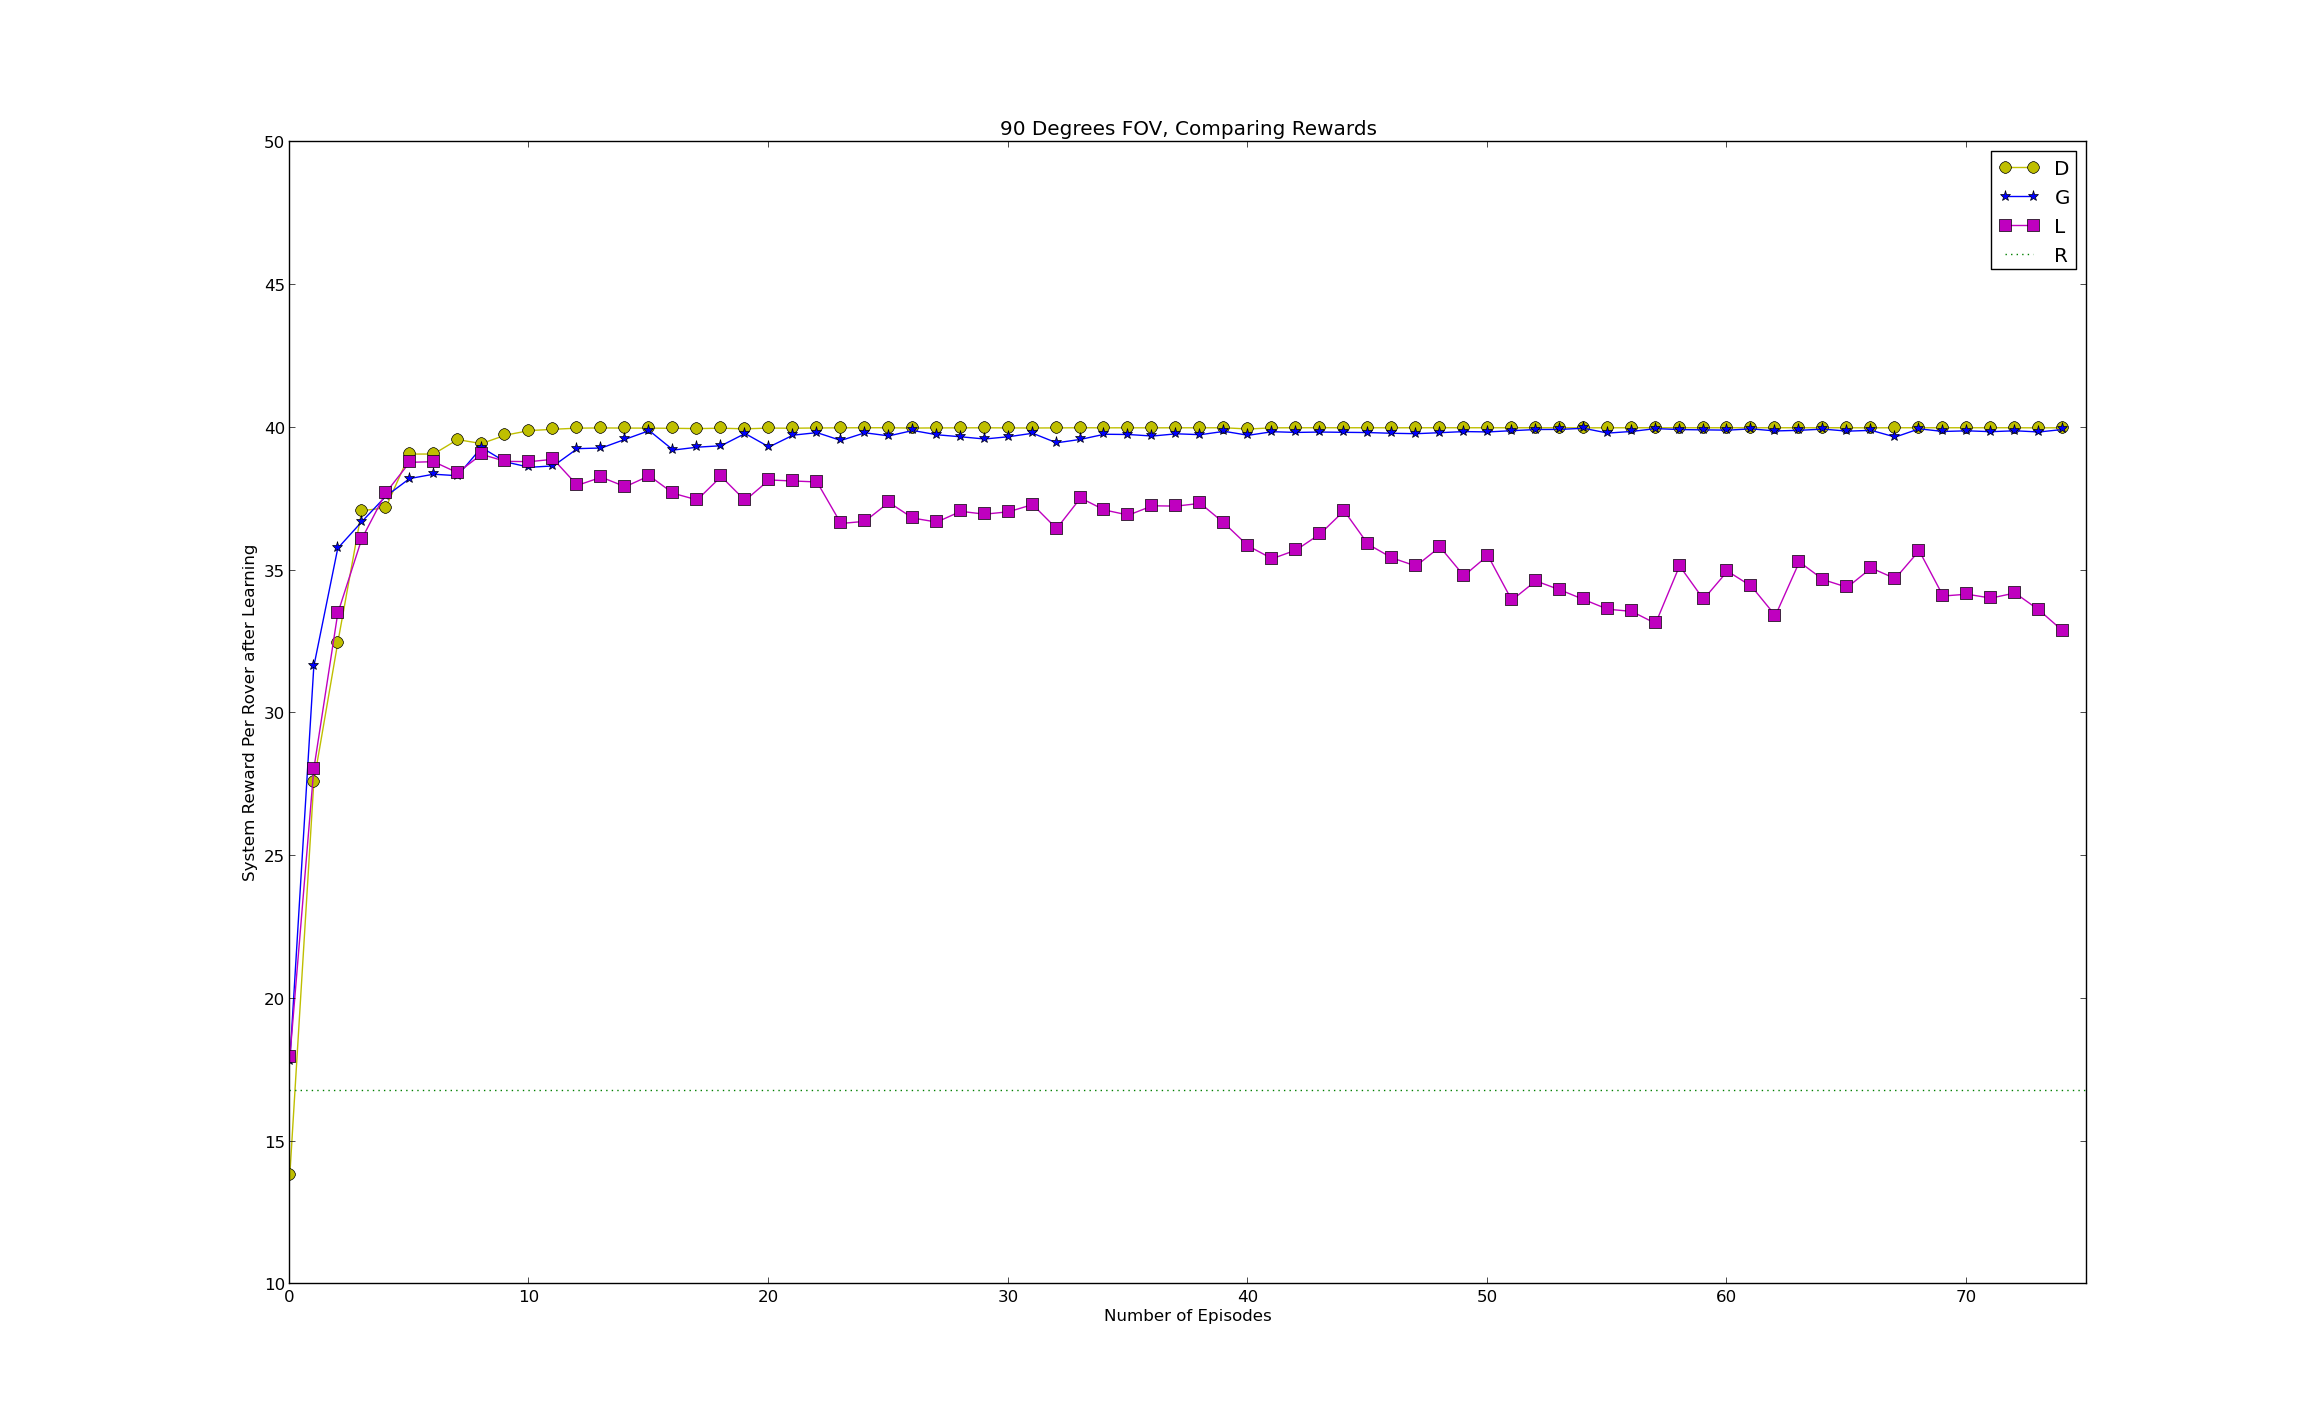 90 Degrees FOV, Comparing Rewards
50
45
40
35
30
25
20
15
10
System Reward Per Rover after Learning
D
G
L
R
0 10 20 30 40 50 60 70
Number of Episodes